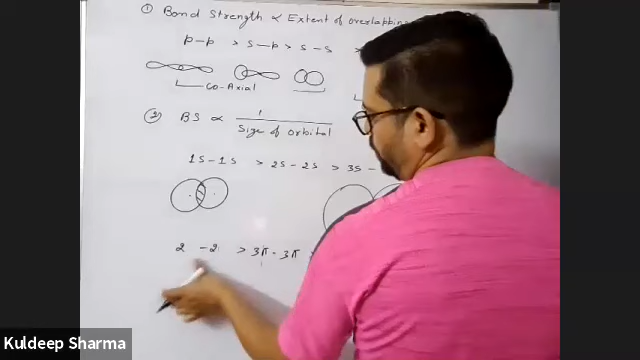 ① Bond Strength ∝ Extent of overlapping
p-p > s-p > s-s >
co-Axial
② BS ∝ 1 / Size of orbital
1s-1s > 2s-2s > 3s-
2 -2 > 3π - 3π >
Kuldeep Sharma